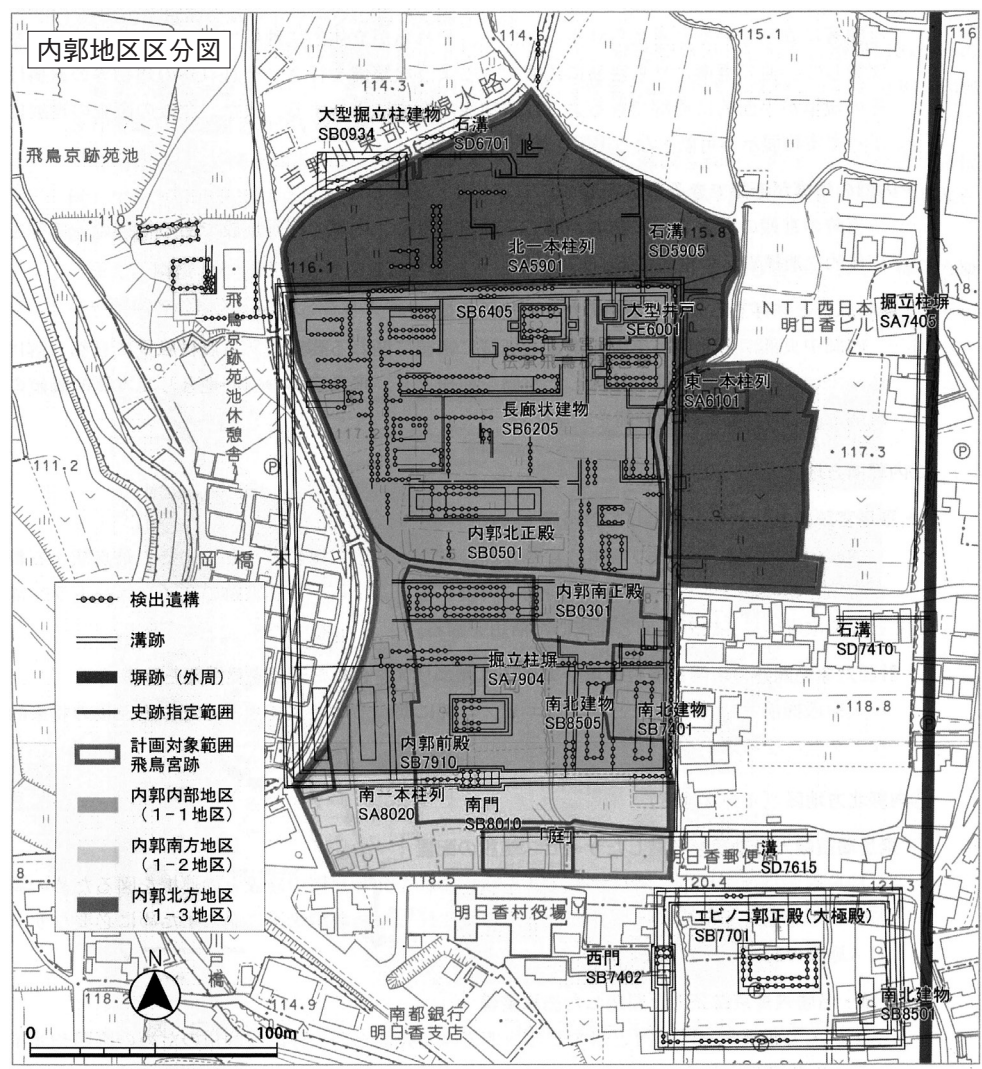 内郭地区区分図
114.6
115.1
116
114.3
大型掘立柱建物
SB0934
吉野川東部幹線水路
石溝
SD6701
飛鳥京跡苑池
110.5
116.1
北一本柱列
SA5901
石溝
SD5905
115.8
118.
飛鳥京跡苑池休憩舎
SB6405
大型井戸
SE6001
NTT西日本
明日香ビル
掘立柱塀
SA7405
東一本柱列
SA6101
長廊状建物
SB6205
117.3
111.2
P
P
内郭北正殿
SB0501
岡橋本
内郭南正殿
SB0301
石溝
SD7410
掘立柱塀
SA7904
南北建物
SB8505
南北建物
SB7401
118.8
内郭前殿
SB7910
南一本柱列
SA8020
南門
SB8010
「庭」
溝
SD7615
明日香郵便局
118.5
120.4
121.3
検出遺構
溝跡
塀跡（外周）
史跡指定範囲
計画対象範囲
飛鳥宮跡
内郭内部地区
（1-1地区）
内郭南方地区
（1-2地区）
内郭北方地区
（1-3地区）
明日香村役場
エビノコ郭正殿（大極殿）
SB7701
西門
SB7402
南北建物
SB8501
N
橋
118.2
114.9
南都銀行
明日香支店
0
100m